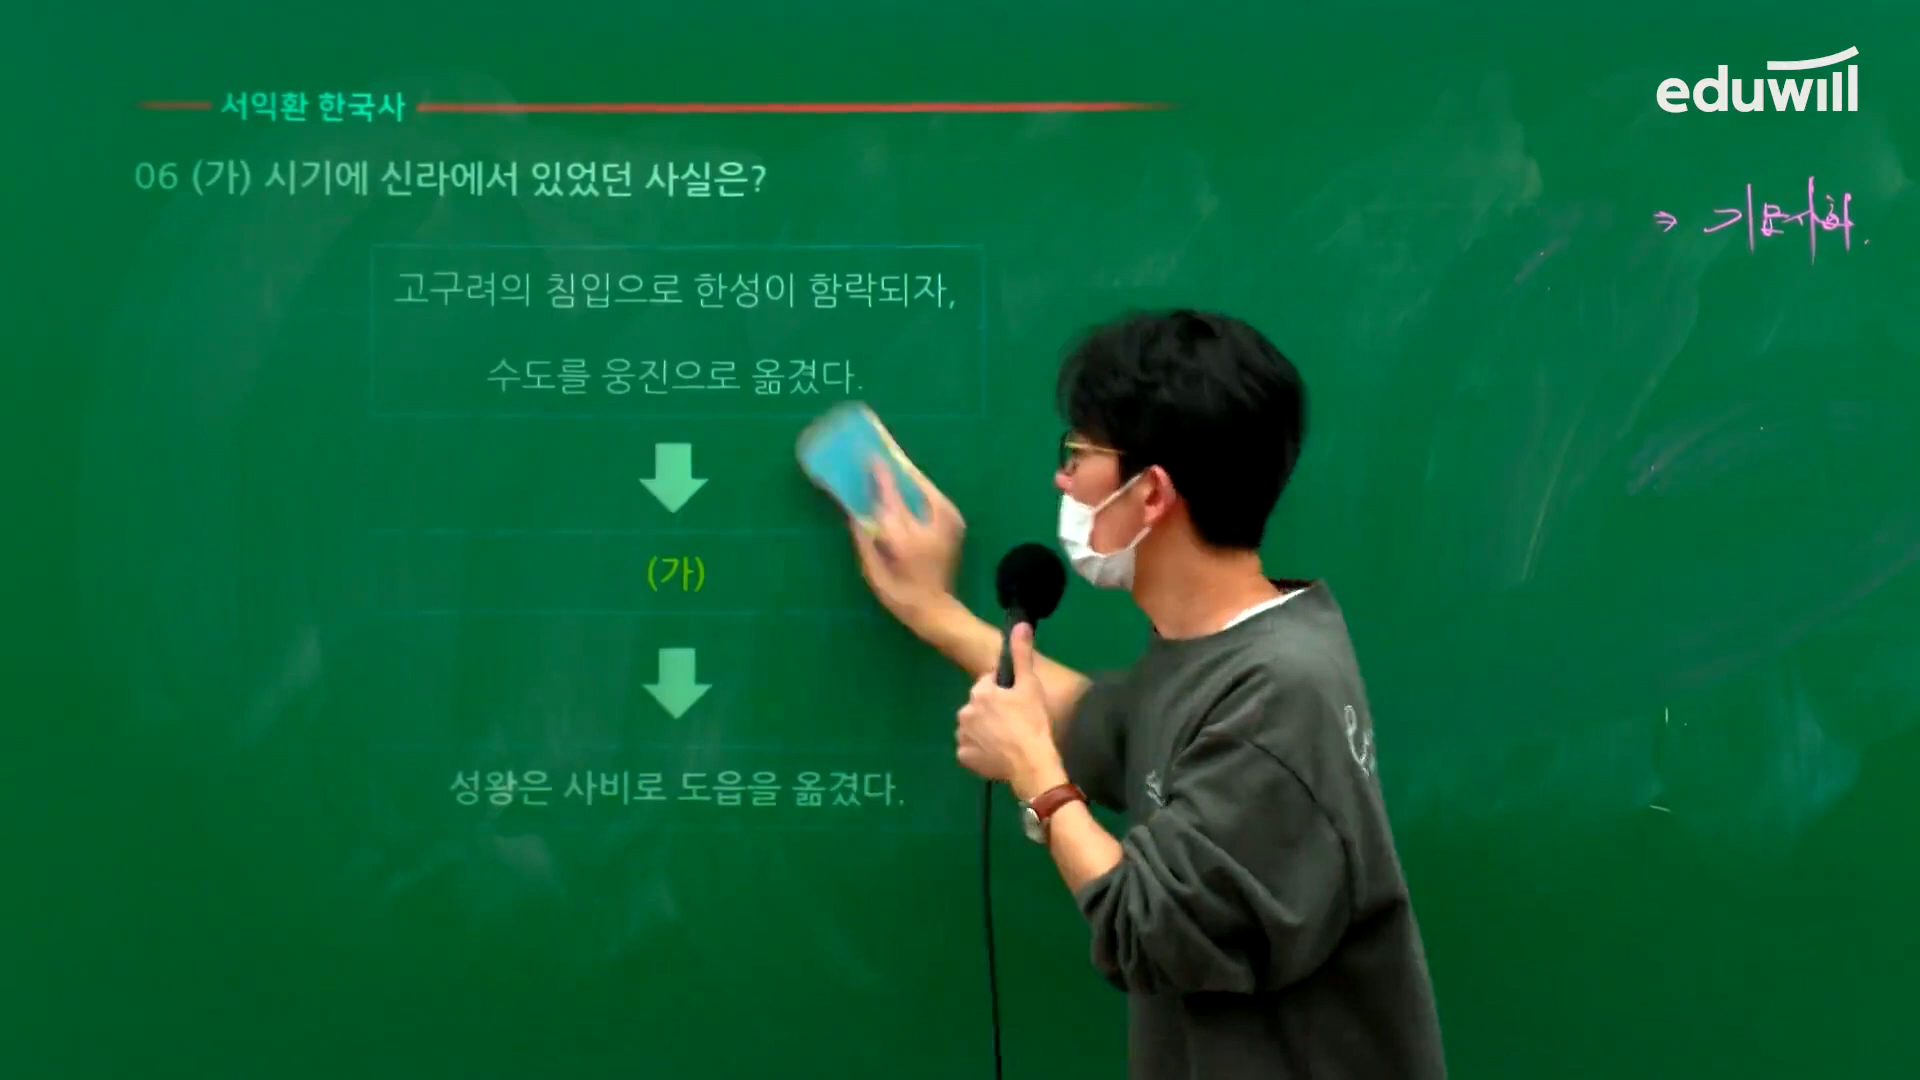 eduwill
서익환 한국사
06 (가) 시기에 신라에서 있었던 사실은?
고구려의 침입으로 한성이 함락되자,
수도를 웅진으로 옮겼다.
(가)
성왕은 사비로 도읍을 옮겼다.